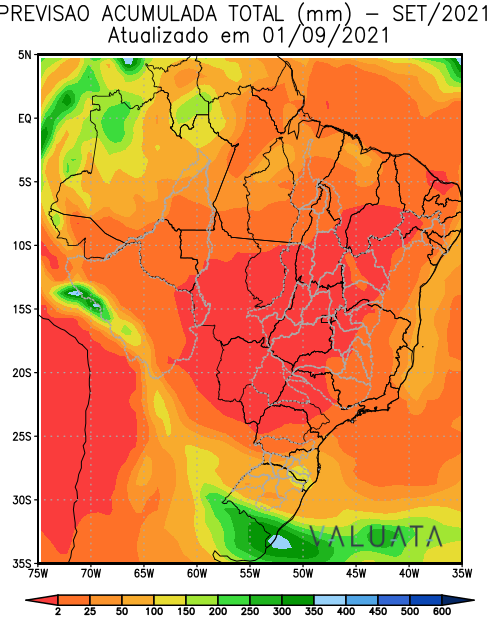 PREVISAO ACUMULADA TOTAL (mm) – SET/2021
Atualizado em 01/09/2021
5N
EQ
5S
10S
15S
20S
25S
30S
35S
VALUATA
75W 70W 65W 60W 55W 50W 45W 40W 35W
2 25 50 100 150 200 250 300 350 400 450 500 600